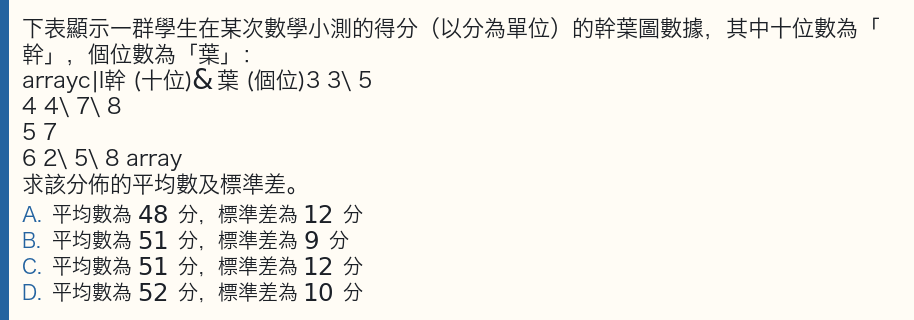 下表顯示一群學生在某次數學小測的得分（以分為單位）的幹葉圖數據，其中十位數為「
幹」，個位數為「葉」:
arrayc|l幹 (十位)& 葉 (個位)3 3\ 5
4 4\ 7\ 8
5 7
6 2\ 5\ 8 array
求該分佈的平均數及標準差。
A. 平均數為 48 分，標準差為 12 分
B. 平均數為 51 分，標準差為 9 分
C. 平均數為 51 分，標準差為 12 分
D. 平均數為 52 分，標準差為 10 分